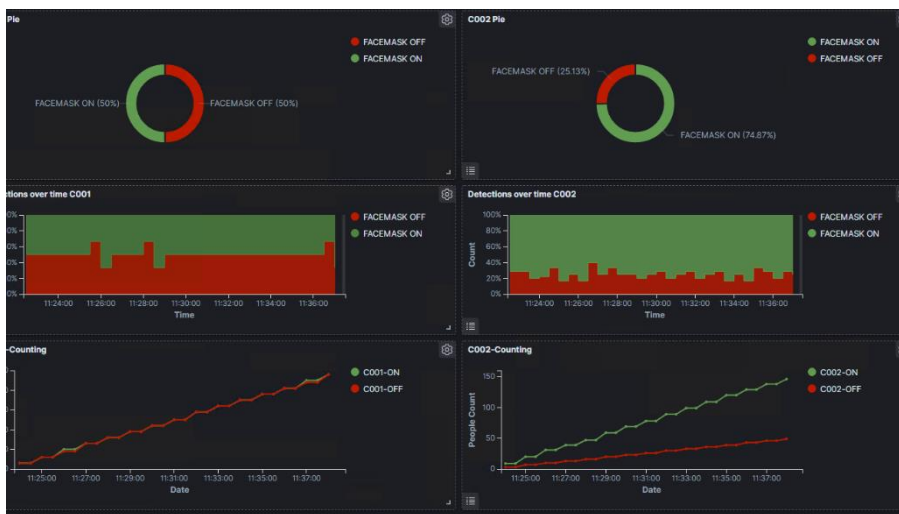 Pie
FACEMASK OFF
FACEMASK ON
FACEMASK ON (50%)
FACEMASK OFF (50%)
C002 Pie
FACEMASK ON
FACEMASK OFF
FACEMASK OFF (25.13%)
FACEMASK ON (74.87%)
ctions over time C001
FACEMASK OFF
FACEMASK ON
0%
0%
0%
0%
0%
11:24:00 11:26:00 11:28:00 11:30:00 11:32:00 11:34:00 11:36:00
Time
Detections over time C002
FACEMASK OFF
FACEMASK ON
100%
80%
60%
40%
20%
0%
Count
11:24:00 11:26:00 11:28:00 11:30:00 11:32:00 11:34:00 11:36:00
Time
-Counting
C001-ON
C001-OFF
11:25:00 11:27:00 11:29:00 11:31:00 11:33:00 11:35:00 11:37:00
Date
C002-Counting
C002-ON
C002-OFF
150
100
50
0
People Count
11:25:00 11:27:00 11:29:00 11:31:00 11:33:00 11:35:00 11:37:00
Date